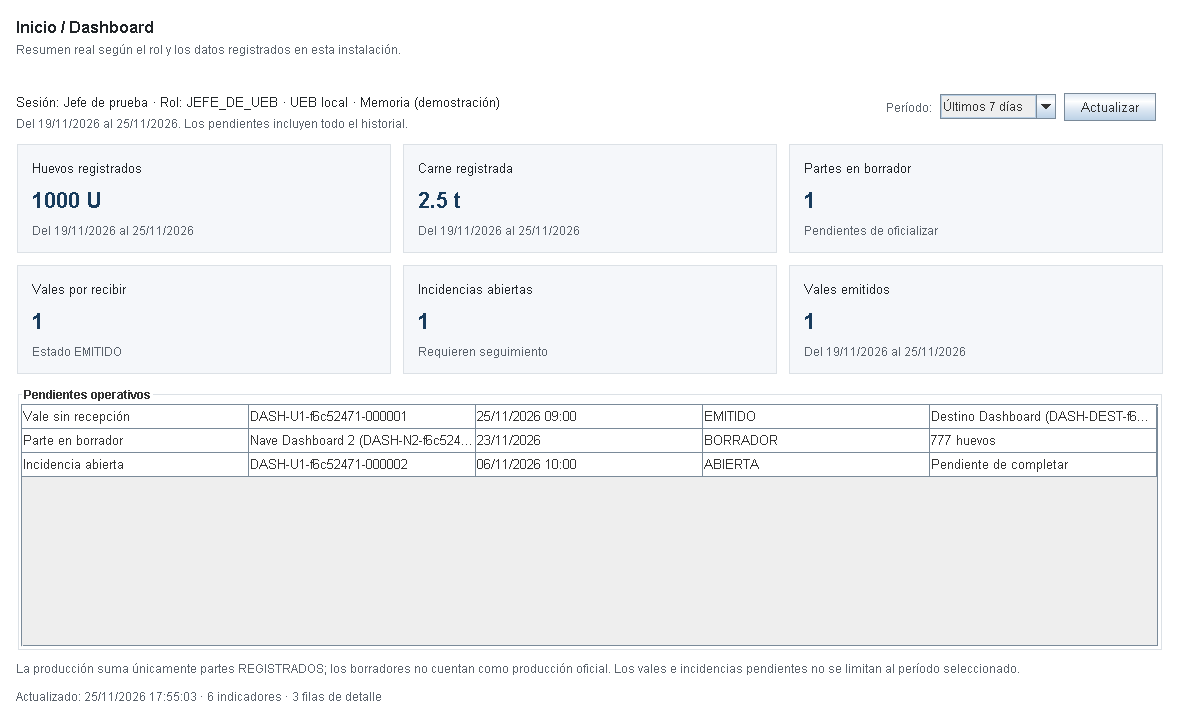 Inicio / Dashboard
Resumen real según el rol y los datos registrados en esta instalación.
Sesión: Jefe de prueba · Rol: JEFE_DE_UEB · UEB local · Memoria (demostración)
Del 19/11/2026 al 25/11/2026. Los pendientes incluyen todo el historial.
Período: Últimos 7 días Actualizar
Huevos registrados
1000 U
Del 19/11/2026 al 25/11/2026
Carne registrada
2.5 t
Del 19/11/2026 al 25/11/2026
Partes en borrador
1
Pendientes de oficializar
Vales por recibir
1
Estado EMITIDO
Incidencias abiertas
1
Requieren seguimiento
Vales emitidos
1
Del 19/11/2026 al 25/11/2026
Pendientes operativos
Vale sin recepción DASH-U1-f6c52471-000001 25/11/2026 09:00 EMITIDO Destino Dashboard (DASH-DEST-f6...
Parte en borrador Nave Dashboard 2 (DASH-N2-f6c524... 23/11/2026 BORRADOR 777 huevos
Incidencia abierta DASH-U1-f6c52471-000002 06/11/2026 10:00 ABIERTA Pendiente de completar
La producción suma únicamente partes REGISTRADOS; los borradores no cuentan como producción oficial. Los vales e incidencias pendientes no se limitan al período seleccionado.
Actualizado: 25/11/2026 17:55:03 · 6 indicadores · 3 filas de detalle